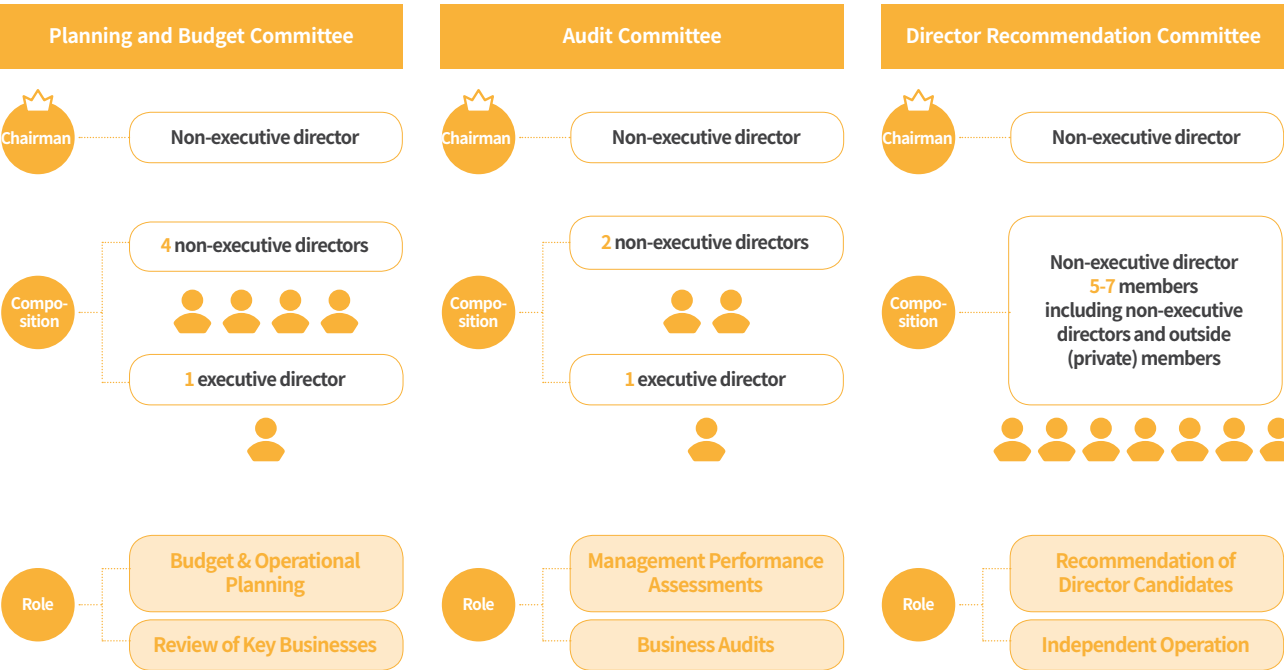 Planning and Budget Committee
Chairman
Non-executive director
Compo-
sition
4 non-executive directors
1 executive director
Role
Budget & Operational
Planning
Review of Key Businesses
Audit Committee
Chairman
Non-executive director
Compo-
sition
2 non-executive directors
1 executive director
Role
Management Performance
Assessments
Business Audits
Director Recommendation Committee
Chairman
Non-executive director
Compo-
sition
Non-executive director
5-7 members
including non-executive
directors and outside
(private) members
Role
Recommendation of
Director Candidates
Independent Operation